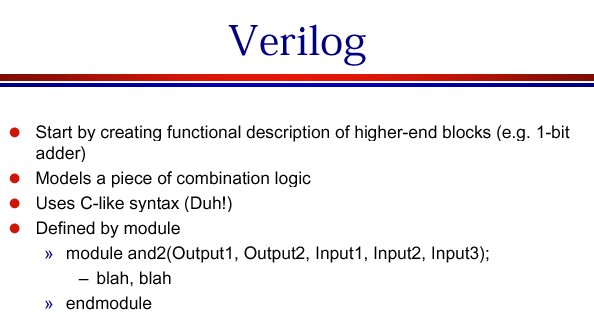 Verilog
Start by creating functional description of higher-end blocks (e.g. 1-bit
adder)
Models a piece of combination logic
Uses C-like syntax (Duh!)
Defined by module
» module and2(Output1, Output2, Input1, Input2, Input3);
– blah, blah
» endmodule